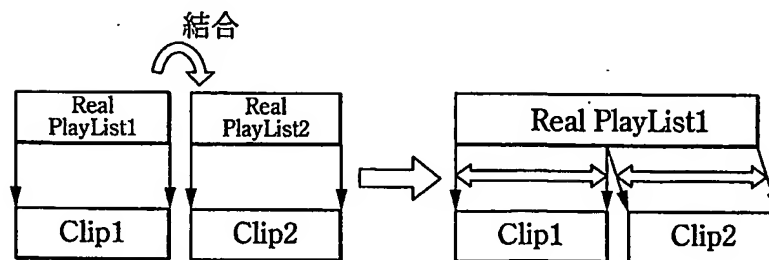 結合
Real
PlayList1
Real
PlayList2
Real PlayList1
Clip1
Clip2
Clip1
Clip2